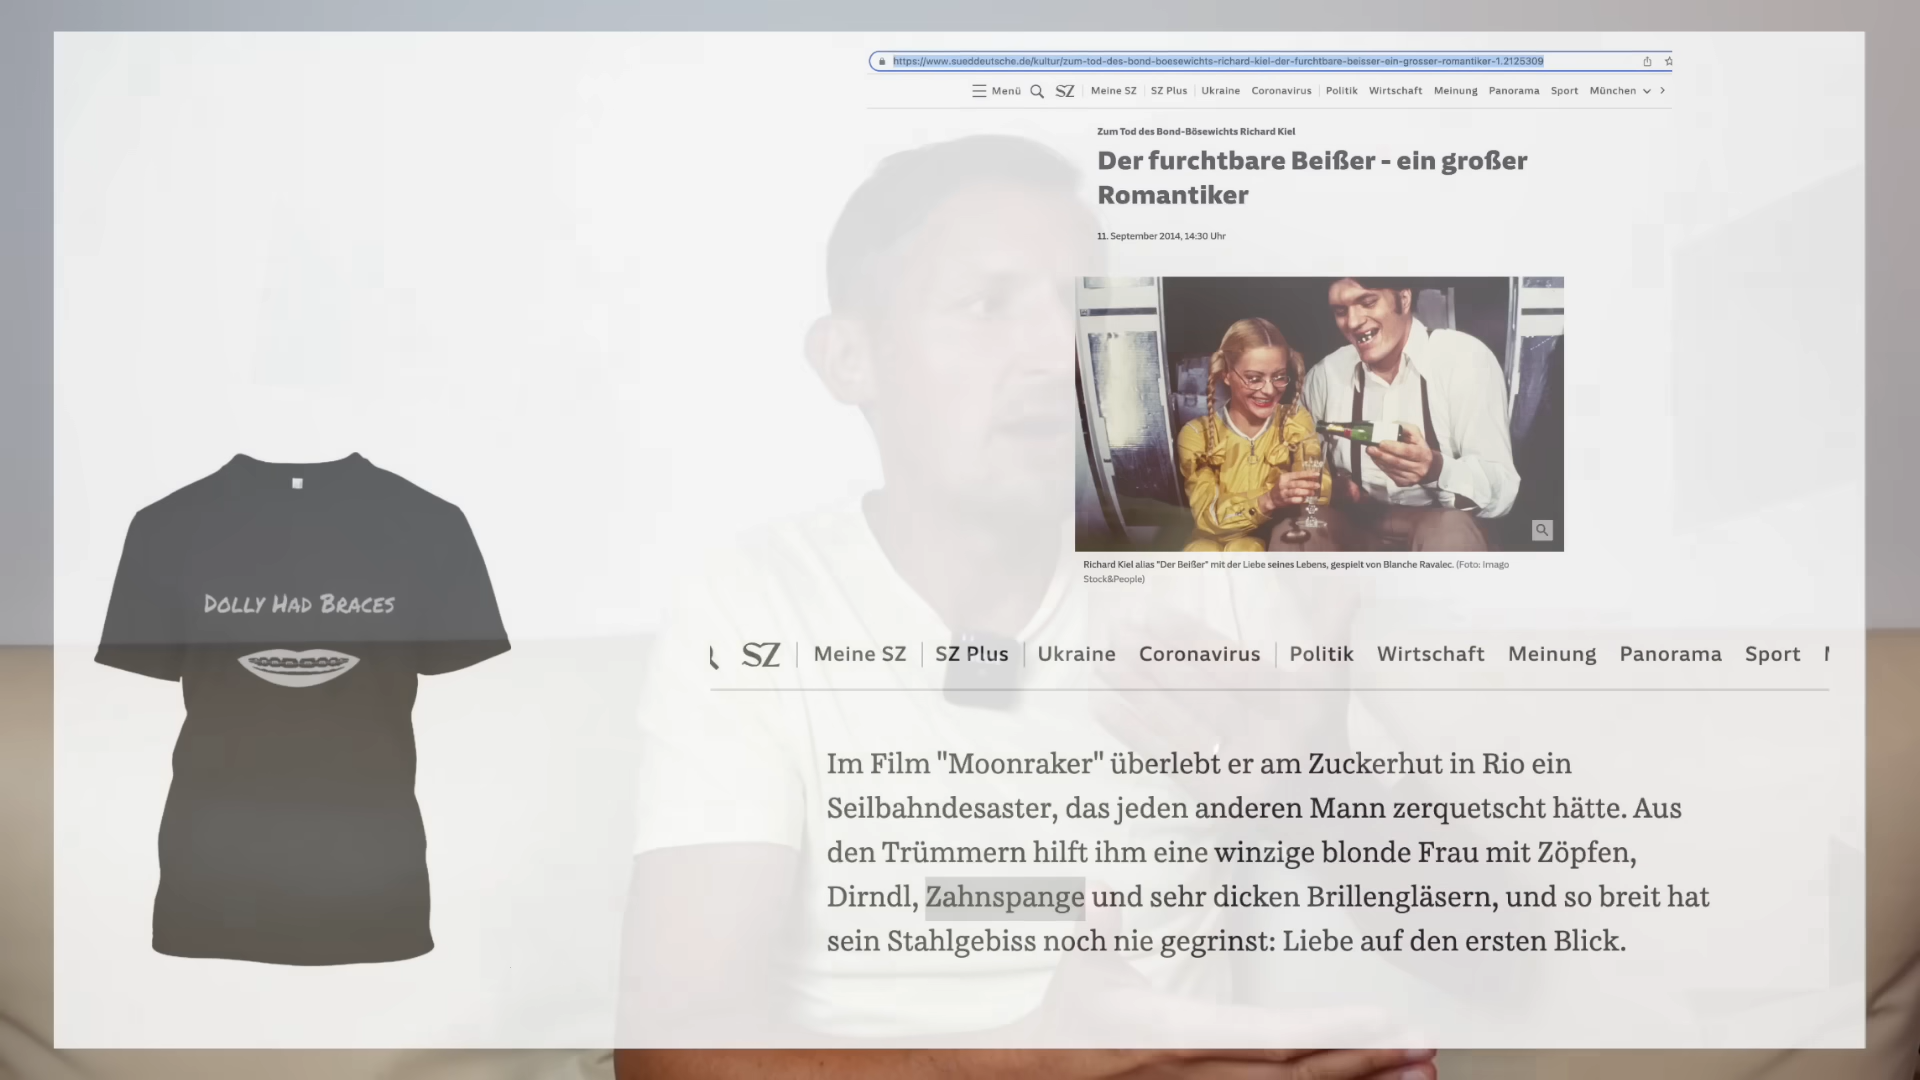 https://www.sueddeutsche.de/kultur/zum-tod-des-bond-boesewichts-richard-kiel-der-furchtbare-beisser-ein-grosser-romantiker-1.2125309
Menü SZ Meine SZ SZ Plus Ukraine Coronavirus Politik Wirtschaft Meinung Panorama Sport München
Zum Tod des Bond-Bösewichts Richard Kiel
Der furchtbare Beißer - ein großer
Romantiker
11. September 2014, 14:30 Uhr
Richard Kiel alias "Der Beißer" mit der Liebe seines Lebens, gespielt von Blanche Ravalec. (Foto: Imago
Stock&People)
DOLLY HAD BRACES
SZ Meine SZ SZ Plus Ukraine Coronavirus Politik Wirtschaft Meinung Panorama Sport
Im Film "Moonraker" überlebt er am Zuckerhut in Rio ein
Seilbahndesaster, das jeden anderen Mann zerquetscht hätte. Aus
den Trümmern hilft ihm eine winzige blonde Frau mit Zöpfen,
Dirndl, Zahnspange und sehr dicken Brillengläsern, und so breit hat
sein Stahlgebiss noch nie gegrinst: Liebe auf den ersten Blick.